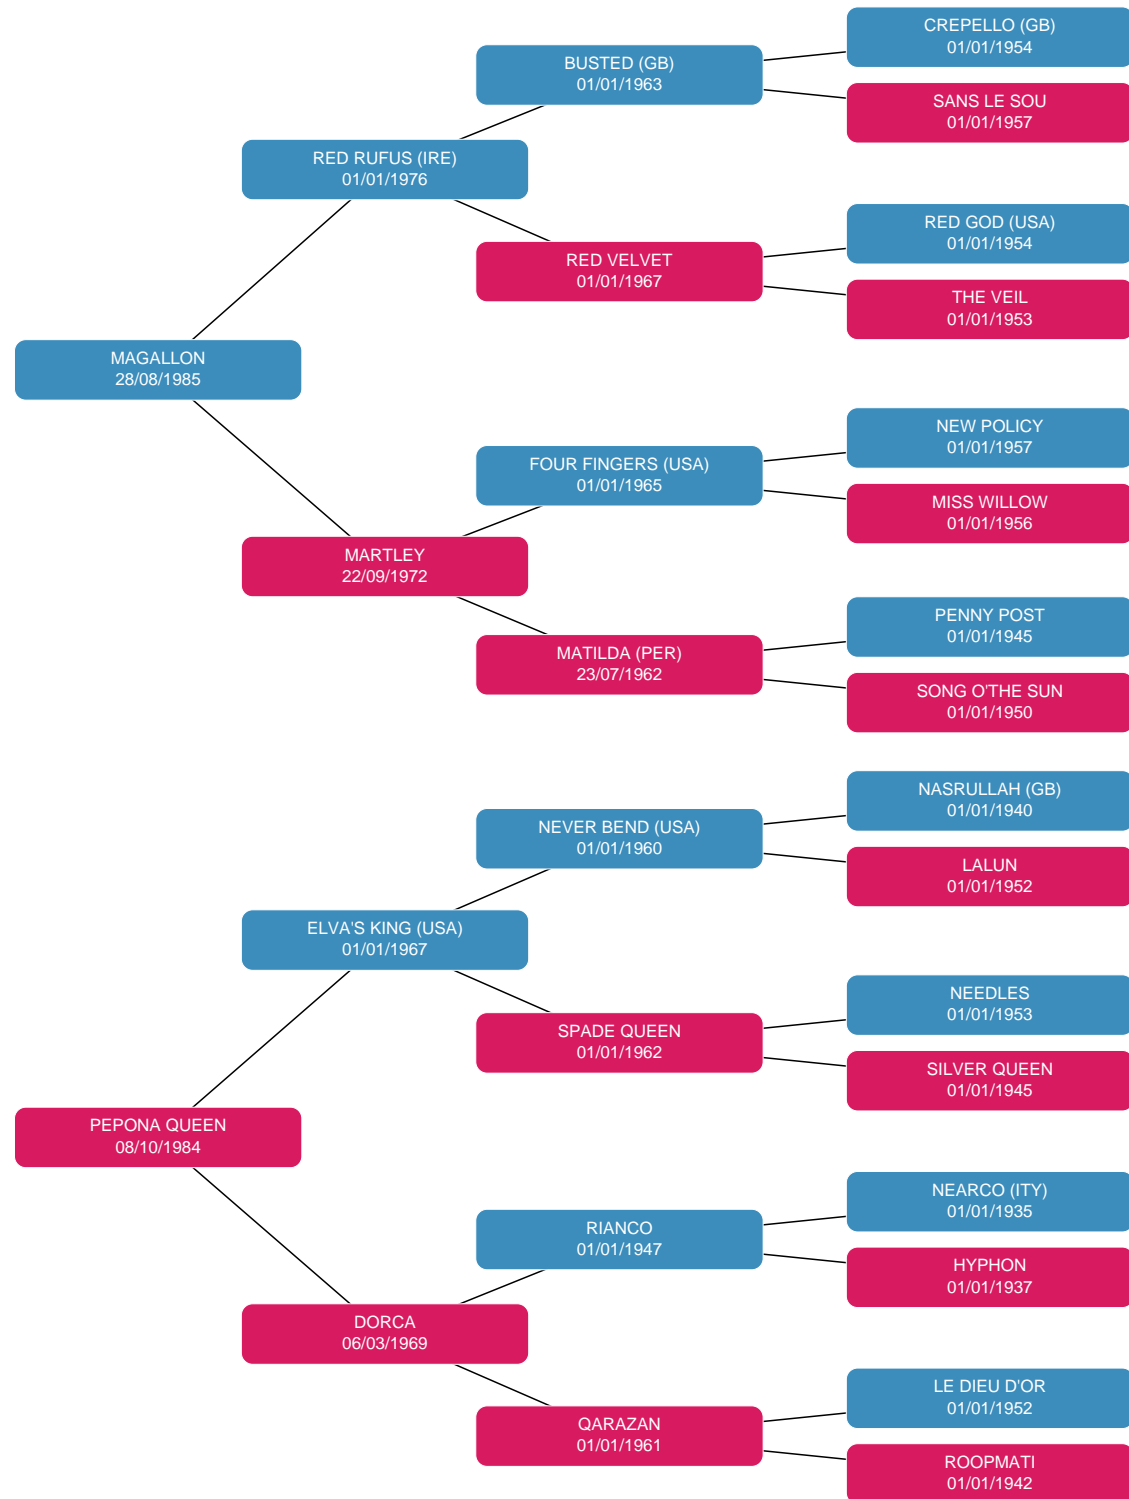 CREPELLO (GB)
01/01/1954
BUSTED (GB)
01/01/1963
SANS LE SOU
01/01/1957
RED RUFUS (IRE)
01/01/1976
RED GOD (USA)
01/01/1954
RED VELVET
01/01/1967
THE VEIL
01/01/1953
MAGALLON
28/08/1985
NEW POLICY
01/01/1957
FOUR FINGERS (USA)
01/01/1965
MISS WILLOW
01/01/1956
MARTLEY
22/09/1972
PENNY POST
01/01/1945
MATILDA (PER)
23/07/1962
SONG O'THE SUN
01/01/1950
NASRULLAH (GB)
01/01/1940
NEVER BEND (USA)
01/01/1960
LALUN
01/01/1952
ELVA'S KING (USA)
01/01/1967
NEEDLES
01/01/1953
SPADE QUEEN
01/01/1962
SILVER QUEEN
01/01/1945
PEPONA QUEEN
08/10/1984
NEARCO (ITY)
01/01/1935
RIANCO
01/01/1947
HYPHON
01/01/1937
DORCA
06/03/1969
LE DIEU D'OR
01/01/1952
QARAZAN
01/01/1961
ROOPMATI
01/01/1942